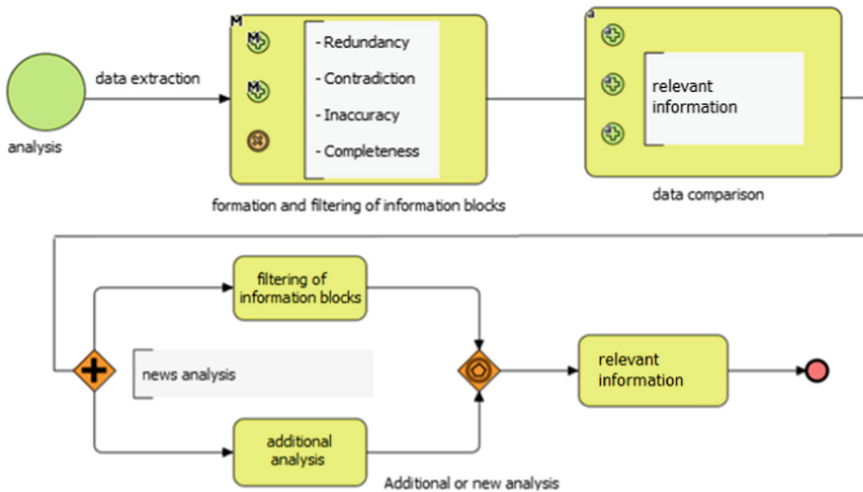 M
a
M
- Redundancy
data extraction
- Contradiction
M
relevant
information
- Inaccuracy
analysis
- Completeness
formation and filtering of information blocks
data comparison
filtering of
information blocks
news analysis
relevant
information
additional
analysis
Additional or new analysis